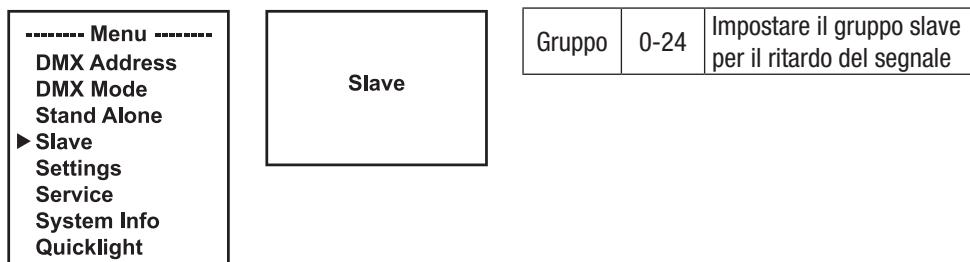 -------- Menu --------
DMX Address
DMX Mode
Stand Alone
▶ Slave
Settings
Service
System Info
Quicklight
Slave
Gruppo 0-24 Impostare il gruppo slave
per il ritardo del segnale